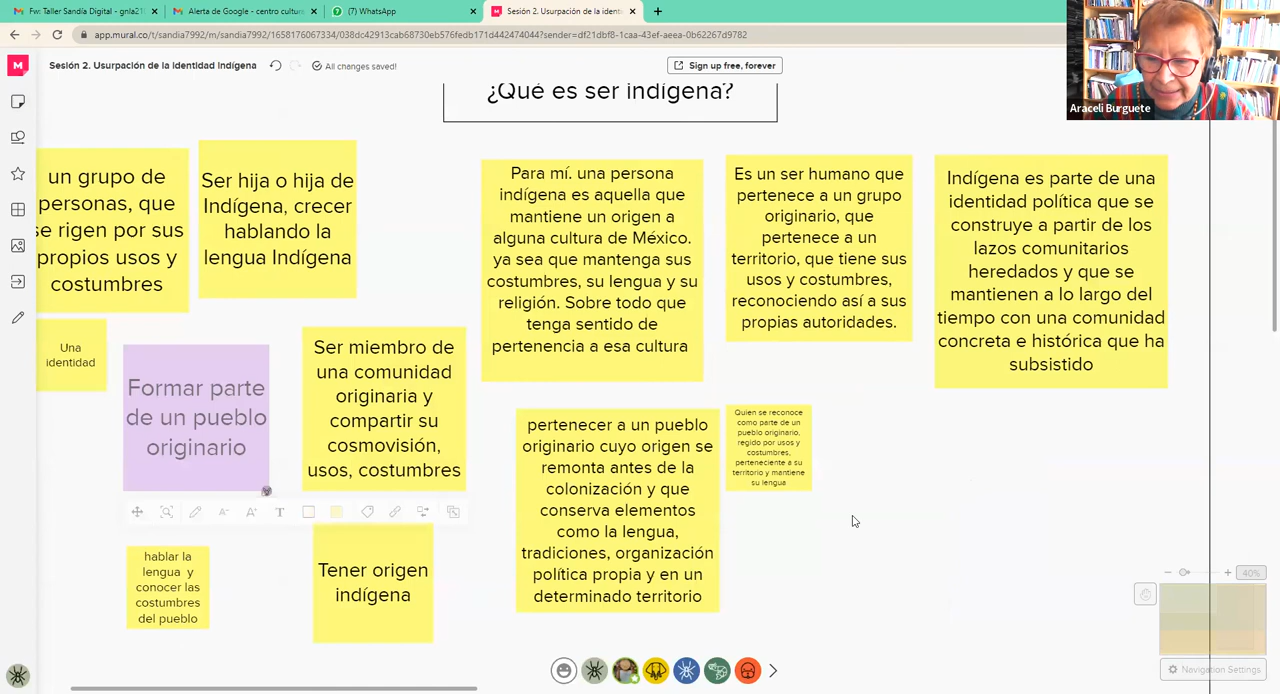 Fw: Taller Sandía Digital - gnla21
Alerta de Google - centro cultur
(7) WhatsApp
Sesión 2. Usurpación de la identi
app.mural.co/t/sandia7992/m/sandia7992/1658176067334/038dc42913cab68730eb576fedb171d442474044?sender=df21dbf8-1caa-43ef-aeea-0b62267d9782
Sesión 2. Usurpación de la identidad indígena
All changes saved!
Sign up free, forever
Araceli Burguete
¿Qué es ser indígena?
un grupo de
personas, que
se rigen por sus
propios usos y
costumbres
Ser hija o hija de
Indígena, crecer
hablando la
lengua Indígena
Para mí. una persona
indígena es aquella que
mantiene un origen a
alguna cultura de México.
ya sea que mantenga sus
costumbres, su lengua y su
religión. Sobre todo que
tenga sentido de
pertenencia a esa cultura
Es un ser humano que
pertenece a un grupo
originario, que
pertenece a un
territorio, que tiene sus
usos y costumbres,
reconociendo así a sus
propias autoridades.
Indígena es parte de una
identidad política que se
construye a partir de los
lazos comunitarios
heredados y que se
mantienen a lo largo del
tiempo con una comunidad
concreta e histórica que ha
subsistido
Una
identidad
Formar parte
de un pueblo
originario
Ser miembro de
una comunidad
originaria y
compartir su
cosmovisión,
usos, costumbres
pertenecer a un pueblo
originario cuyo origen se
remonta antes de la
colonización y que
conserva elementos
como la lengua,
tradiciones, organización
política propia y en un
determinado territorio
Quien se reconoce
como parte de un
pueblo originario,
regido por usos y
costumbres,
perteneciente a su
territorio y mantiene
su lengua
hablar la
lengua y
conocer las
costumbres
del pueblo
Tener origen
indígena
40%
Navigation Settings